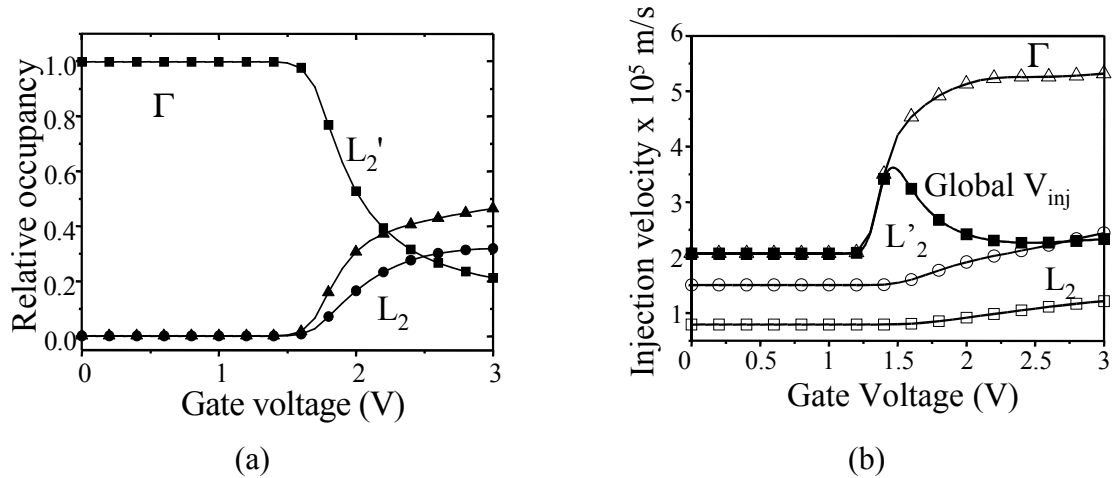 Relative occupancy
1.0
0.8
0.6
0.4
0.2
0.0
Γ
L₂'
L₂
0 1 2 3
Gate voltage (V)
(a)
Injection velocity x 10⁵ m/s
6
5
4
3
2
1
Γ
Global Vinj
L'₂
L₂
0 0.5 1 1.5 2 2.5 3
Gate Voltage (V)
(b)